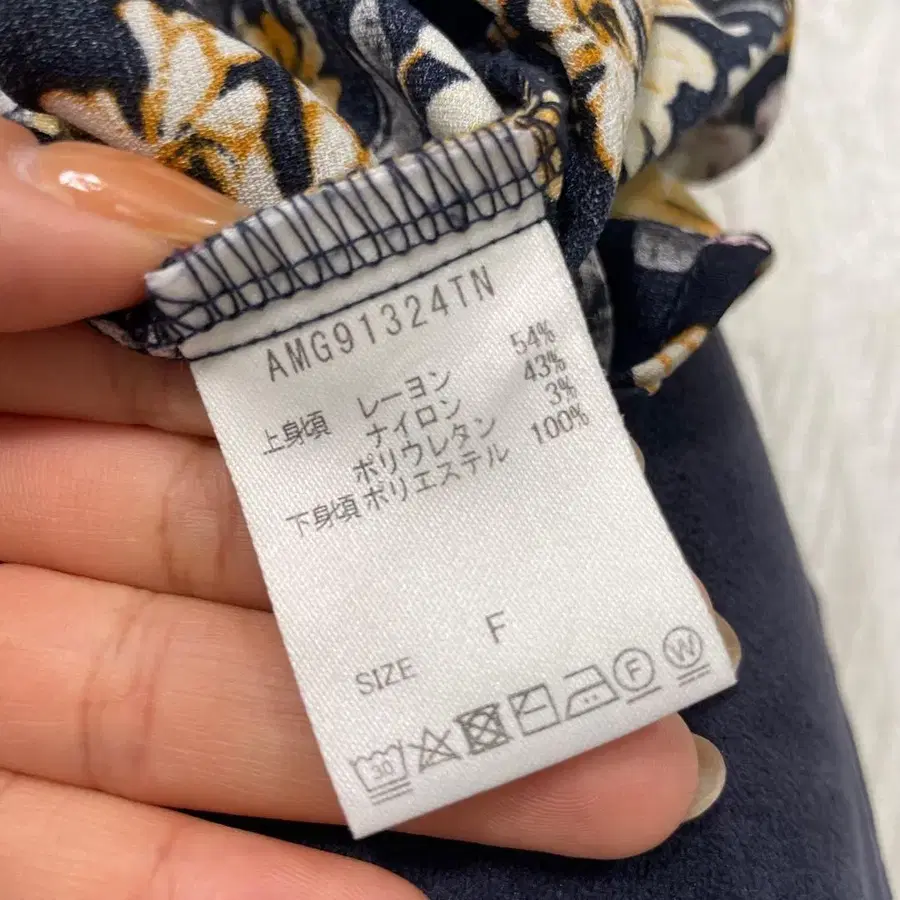 AMG91324TN
上身頃 レーヨン 54%
ナイロン 43%
ポリウレタン 3%
下身頃 ポリエステル 100%
SIZE F
30 F W